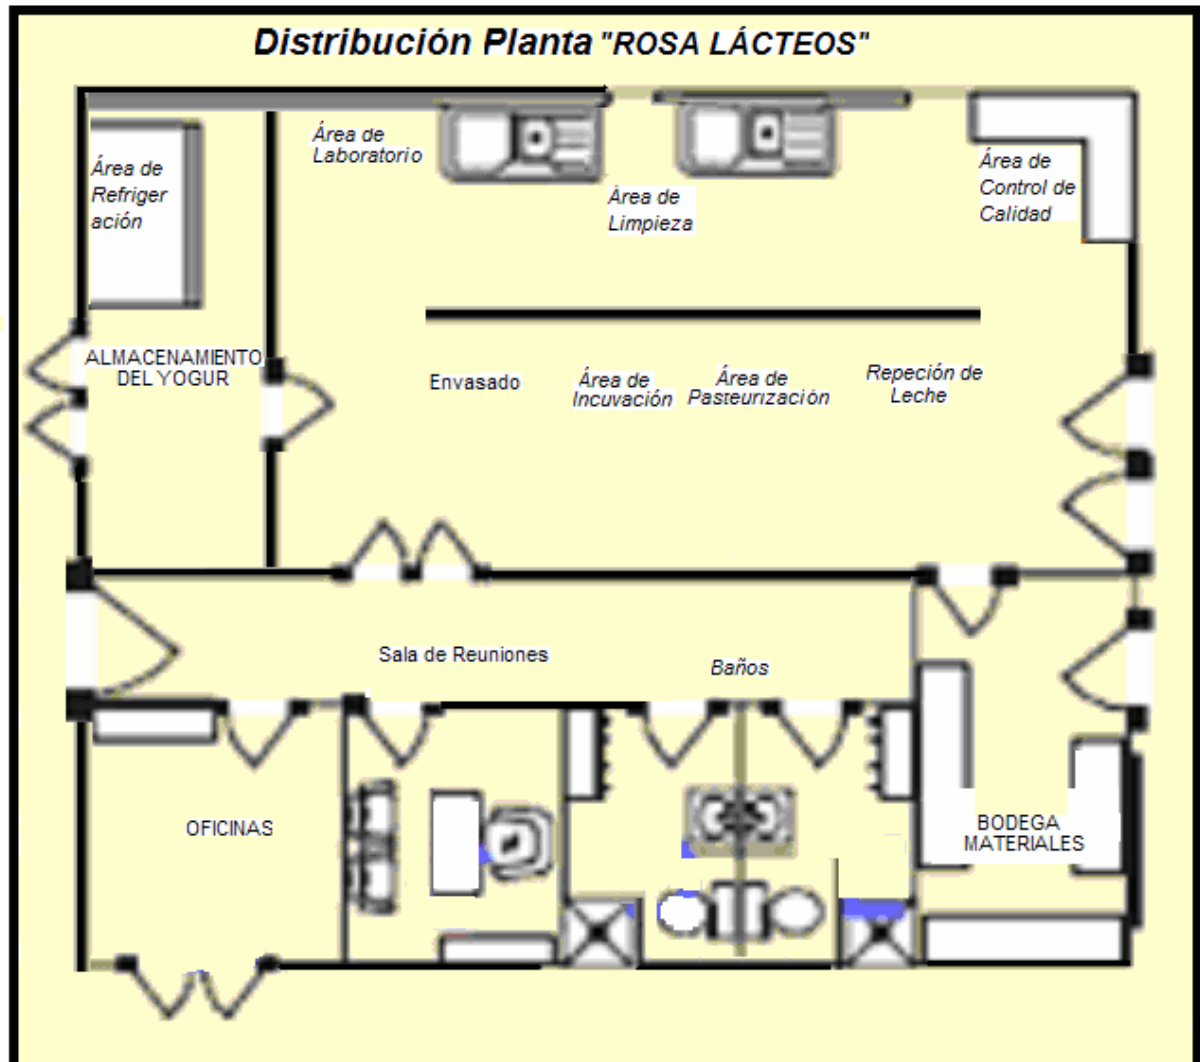 Distribución Planta "ROSA LÁCTEOS"
Área de
Laboratorio
Área de
Refriger
ación
Área de
Limpieza
Área de
Control de
Calidad
ALMACENAMIENTO
DEL YOGUR
Envasado
Área de
Incuvación
Área de
Pasteurización
Repeción de
Leche
Sala de Reuniones
Baños
OFICINAS
BODEGA
MATERIALES